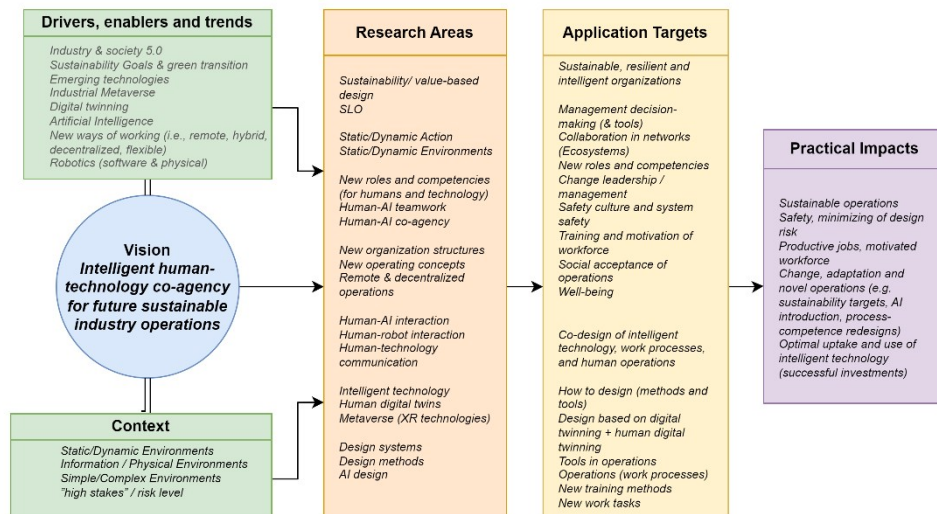 Drivers, enablers and trends
Industry & society 5.0
Sustainability Goals & green transition
Emerging technologies
Industrial Metaverse
Digital twinning
Artificial Intelligence
New ways of working (i.e., remote, hybrid,
decentralized, flexible)
Robotics (software & physical)
Vision
Intelligent human-
technology co-agency
for future sustainable
industry operations
Context
Static/Dynamic Environments
Information / Physical Environments
Simple/Complex Environments
"high stakes" / risk level
Research Areas
Sustainability/ value-based
design
SLO
Static/Dynamic Action
Static/Dynamic Environments
New roles and competencies
(for humans and technology)
Human-AI teamwork
Human-AI co-agency
New organization structures
New operating concepts
Remote & decentralized
operations
Human-AI interaction
Human-robot interaction
Human-technology
communication
Intelligent technology
Human digital twins
Metaverse (XR technologies)
Design systems
Design methods
AI design
Application Targets
Sustainable, resilient and
intelligent organizations
Management decision-
making (& tools)
Collaboration in networks
(Ecosystems)
New roles and competencies
Change leadership /
management
Safety culture and system
safety
Training and motivation of
workforce
Social acceptance of
operations
Well-being
Co-design of intelligent
technology, work processes,
and human operations
How to design (methods and
tools)
Design based on digital
twinning + human digital
twinning
Tools in operations
Operations (work processes)
New training methods
New work tasks
Practical Impacts
Sustainable operations
Safety, minimizing of design
risk
Productive jobs, motivated
workforce
Change, adaptation and
novel operations (e.g.
sustainability targets, AI
introduction, process-
competence redesigns)
Optimal uptake and use of
intelligent technology
(successful investments)